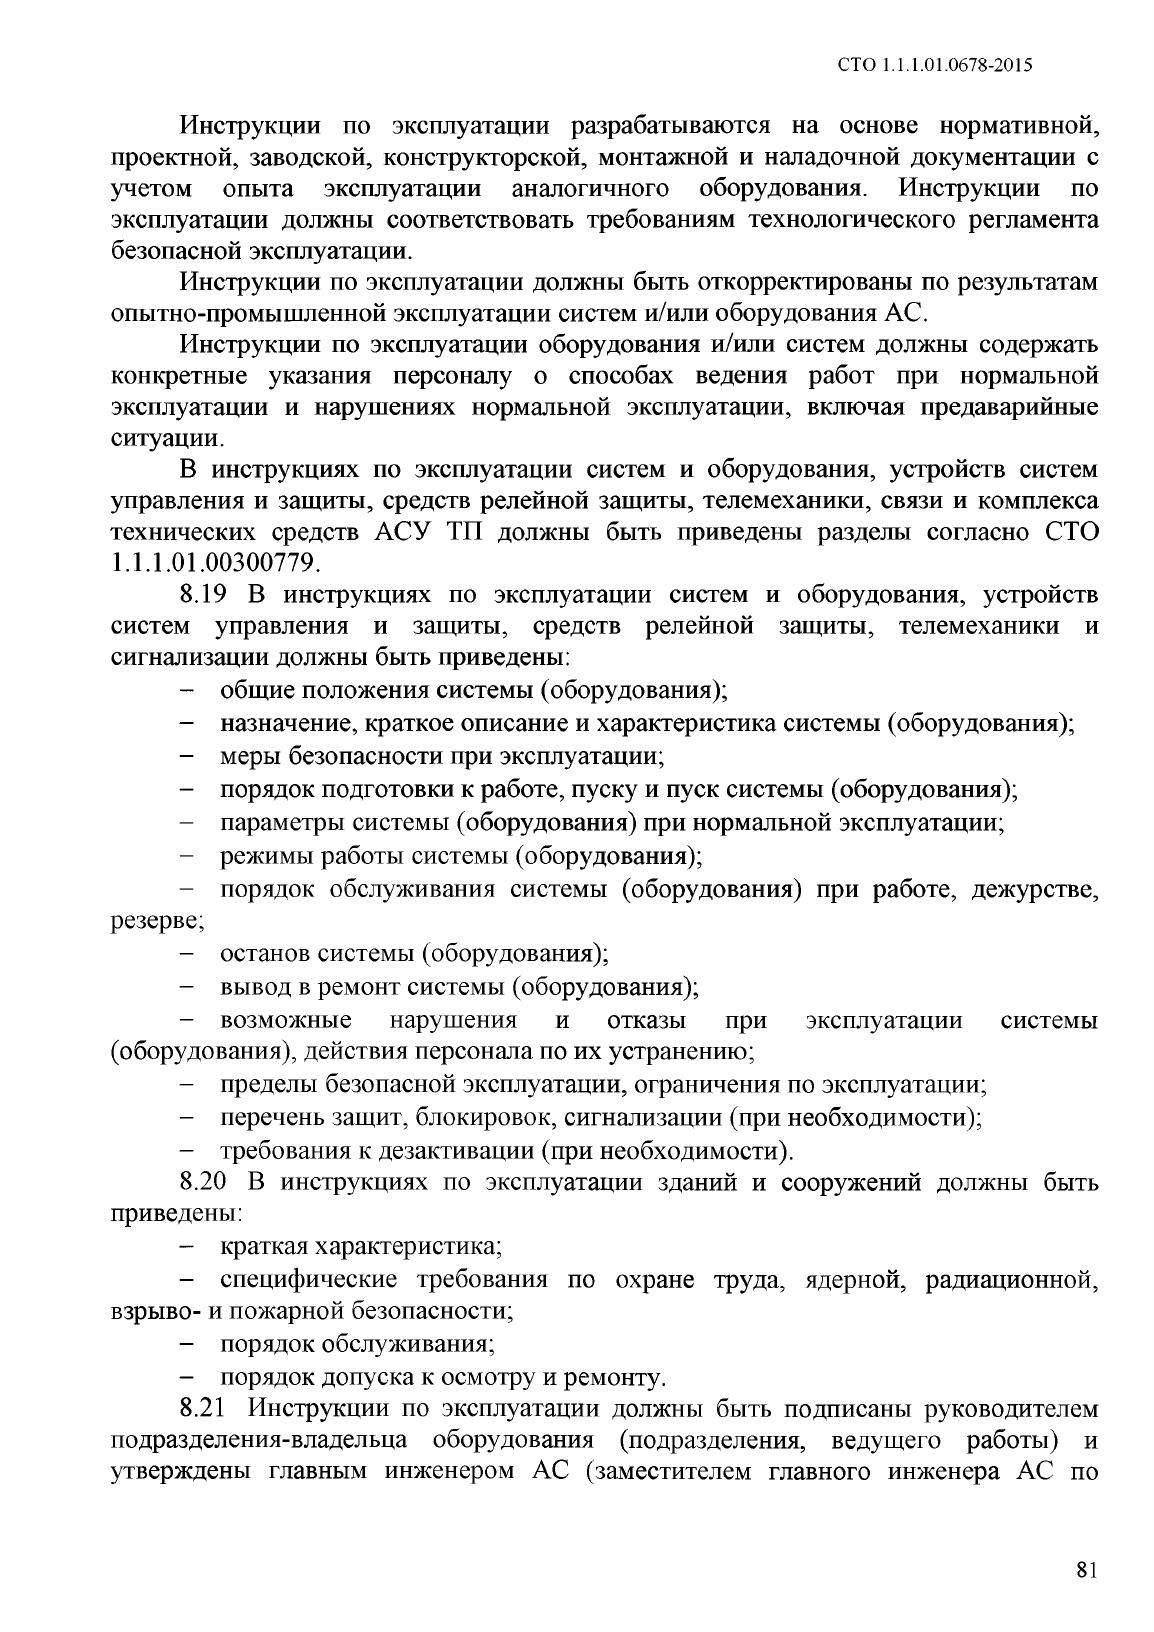 СТО 1.1.1.01.0678-2015
Инструкции по эксплуатации разрабатываются на основе нормативной,
проектной, заводской, конструкторской, монтажной и наладочной документации с
учетом опыта эксплуатации аналогичного оборудования. Инструкции по
эксплуатации должны соответствовать требованиям технологического регламента
безопасной эксплуатации.
Инструкции по эксплуатации должны быть откорректированы по результатам
опытно-промышленной эксплуатации систем и/или оборудования АС.
Инструкции по эксплуатации оборудования и/или систем должны содержать
конкретные указания персоналу о способах ведения работ при нормальной
эксплуатации и нарушениях нормальной эксплуатации, включая предаварийные
ситуации.
В инструкциях по эксплуатации систем и оборудования, устройств систем
управления и защиты, средств релейной защиты, телемеханики, связи и комплекса
технических средств АСУ ТП должны быть приведены разделы согласно СТО
1.1.1.01.00300779.
8.19 В инструкциях по эксплуатации систем и оборудования, устройств
систем управления и защиты, средств релейной защиты, телемеханики и
сигнализации должны быть приведены:
– общие положения системы (оборудования);
– назначение, краткое описание и характеристика системы (оборудования);
– меры безопасности при эксплуатации;
– порядок подготовки к работе, пуску и пуск системы (оборудования);
– параметры системы (оборудования) при нормальной эксплуатации;
– режимы работы системы (оборудования);
– порядок обслуживания системы (оборудования) при работе, дежурстве,
резерве;
– останов системы (оборудования);
– вывод в ремонт системы (оборудования);
– возможные нарушения и отказы при эксплуатации системы
(оборудования), действия персонала по их устранению;
– пределы безопасной эксплуатации, ограничения по эксплуатации;
– перечень защит, блокировок, сигнализации (при необходимости);
– требования к дезактивации (при необходимости).
8.20 В инструкциях по эксплуатации зданий и сооружений должны быть
приведены:
– краткая характеристика;
– специфические требования по охране труда, ядерной, радиационной,
взрыво- и пожарной безопасности;
– порядок обслуживания;
– порядок допуска к осмотру и ремонту.
8.21 Инструкции по эксплуатации должны быть подписаны руководителем
подразделения-владельца оборудования (подразделения, ведущего работы) и
утверждены главным инженером АС (заместителем главного инженера АС по
81